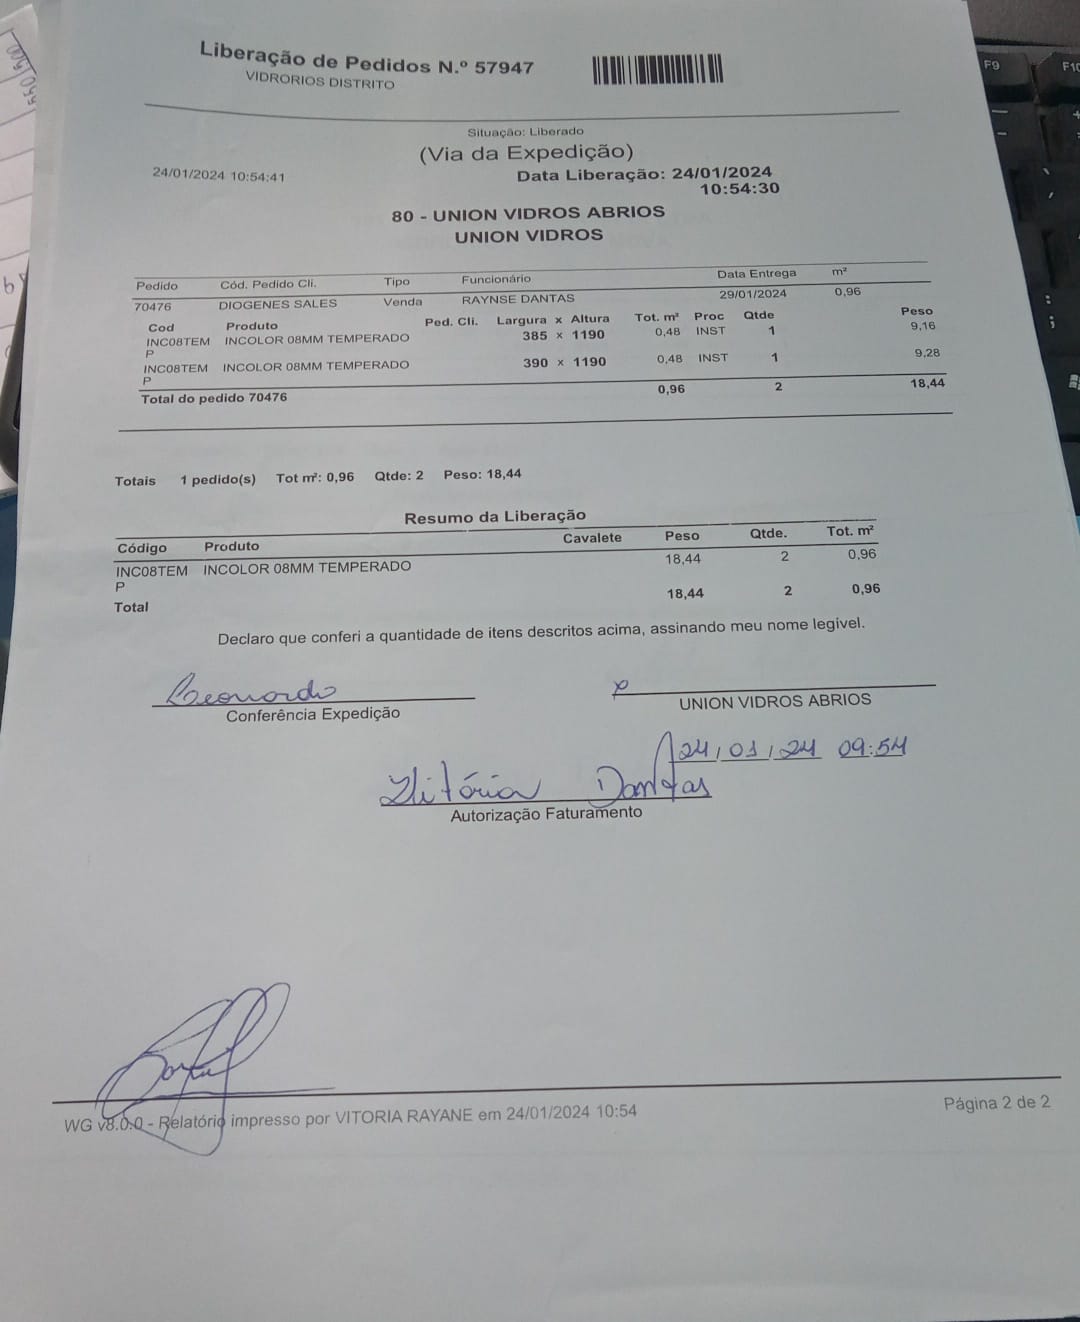 Liberação de Pedidos N.º 57947
VIDRORIOS DISTRITO
Situação: Liberado
(Via da Expedição)
24/01/2024 10:54:41
Data Liberação: 24/01/2024
10:54:30
80 - UNION VIDROS ABRIOS
UNION VIDROS
Pedido Cód. Pedido Cli. Tipo Funcionário Data Entrega m²
70476 DIOGENES SALES Venda RAYNSE DANTAS 29/01/2024 0,96
Cod Produto Ped. Cli. Largura x Altura Tot. m² Proc Qtde Peso
INC08TEM INCOLOR 08MM TEMPERADO 385 x 1190 0,48 INST 1 9,16
P
INC08TEM INCOLOR 08MM TEMPERADO 390 x 1190 0,48 INST 1 9,28
P
Total do pedido 70476 0,96 2 18,44
Totais 1 pedido(s) Tot m²: 0,96 Qtde: 2 Peso: 18,44
Resumo da Liberação
Código Produto Cavalete Peso Qtde. Tot. m²
INC08TEM INCOLOR 08MM TEMPERADO 18,44 2 0,96
P
Total 18,44 2 0,96
Declaro que conferi a quantidade de itens descritos acima, assinando meu nome legível.
Leonardo x
Conferência Expedição UNION VIDROS ABRIOS
24/01/24 09:54
Vitória Dantas
Autorização Faturamento
WG v8.0.0 - Relatório impresso por VITORIA RAYANE em 24/01/2024 10:54
Página 2 de 2
F9
F10